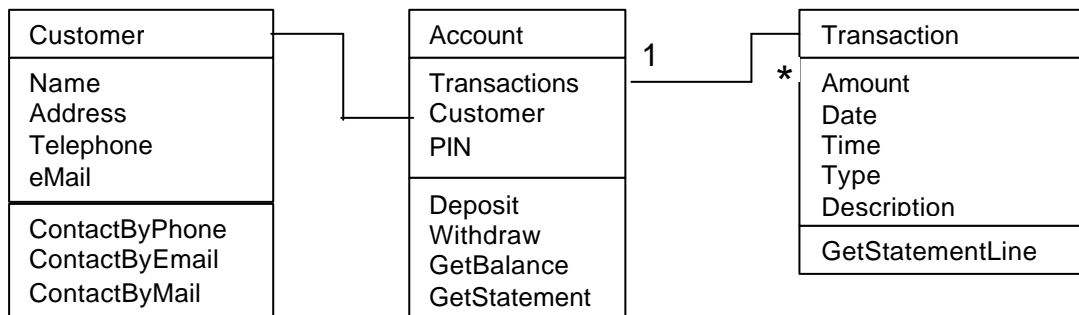 Customer
Name
Address
Telephone
eMail
ContactByPhone
ContactByEmail
ContactByMail
Account
Transactions
Customer
PIN
Deposit
Withdraw
GetBalance
GetStatement
1
*
Transaction
Amount
Date
Time
Type
Description
GetStatementLine